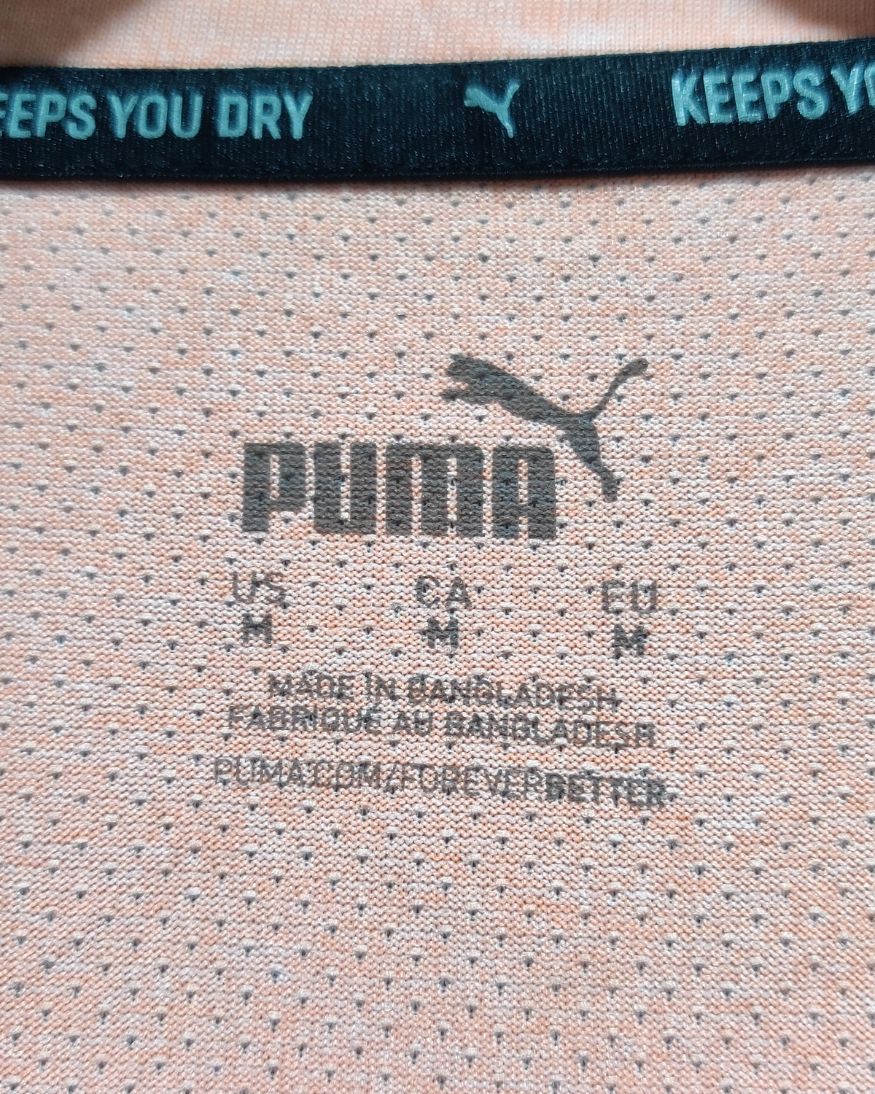 EEPS YOU DRY KEEPS YO
PUMA
US CA EU
M M M
MADE IN BANGLADESH
FABRIQUÉ AU BANGLADESH
PUMA.COM/FOREVERBETTER